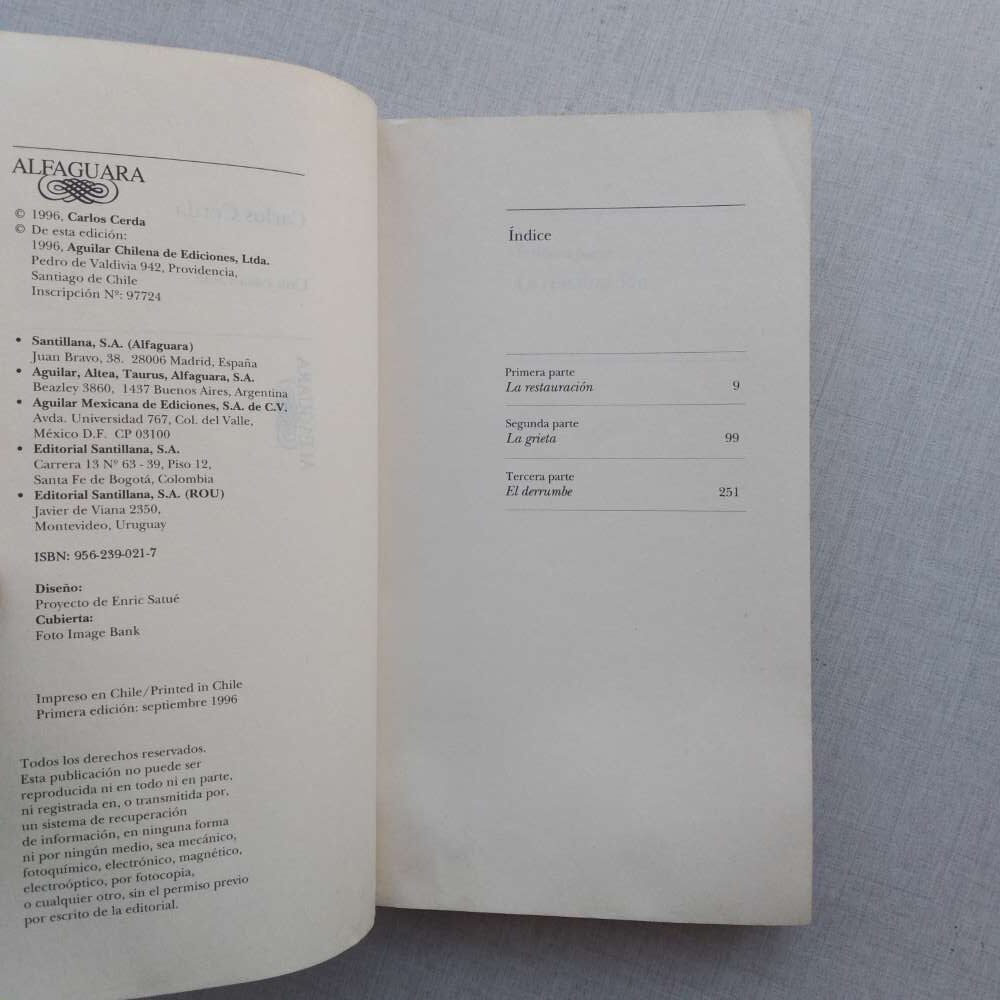 ALFAGUARA
© 1996, Carlos Cerda
© De esta edición:
1996, Aguilar Chilena de Ediciones, Ltda.
Pedro de Valdivia 942, Providencia,
Santiago de Chile
Inscripción Nº: 97724
• Santillana, S.A. (Alfaguara)
Juan Bravo, 38. 28006 Madrid, España
• Aguilar, Altea, Taurus, Alfaguara, S.A.
Beazley 3860, 1437 Buenos Aires, Argentina
• Aguilar Mexicana de Ediciones, S.A. de C.V.
Avda. Universidad 767, Col. del Valle,
México D.F. CP 03100
• Editorial Santillana, S.A.
Carrera 13 Nº 63 - 39, Piso 12,
Santa Fe de Bogotá, Colombia
• Editorial Santillana, S.A. (ROU)
Javier de Viana 2350,
Montevideo, Uruguay
ISBN: 956-239-021-7
Diseño:
Proyecto de Enric Satué
Cubierta:
Foto Image Bank
Impreso en Chile/Printed in Chile
Primera edición: septiembre 1996
Todos los derechos reservados.
Esta publicación no puede ser
reproducida ni en todo ni en parte,
ni registrada en, o transmitida por,
un sistema de recuperación
de información, en ninguna forma
ni por ningún medio, sea mecánico,
fotoquímico, electrónico, magnético,
electroóptico, por fotocopia,
o cualquier otro, sin el permiso previo
por escrito de la editorial.
Índice
Primera parte
La restauración 9
Segunda parte
La grieta 99
Tercera parte
El derrumbe 251